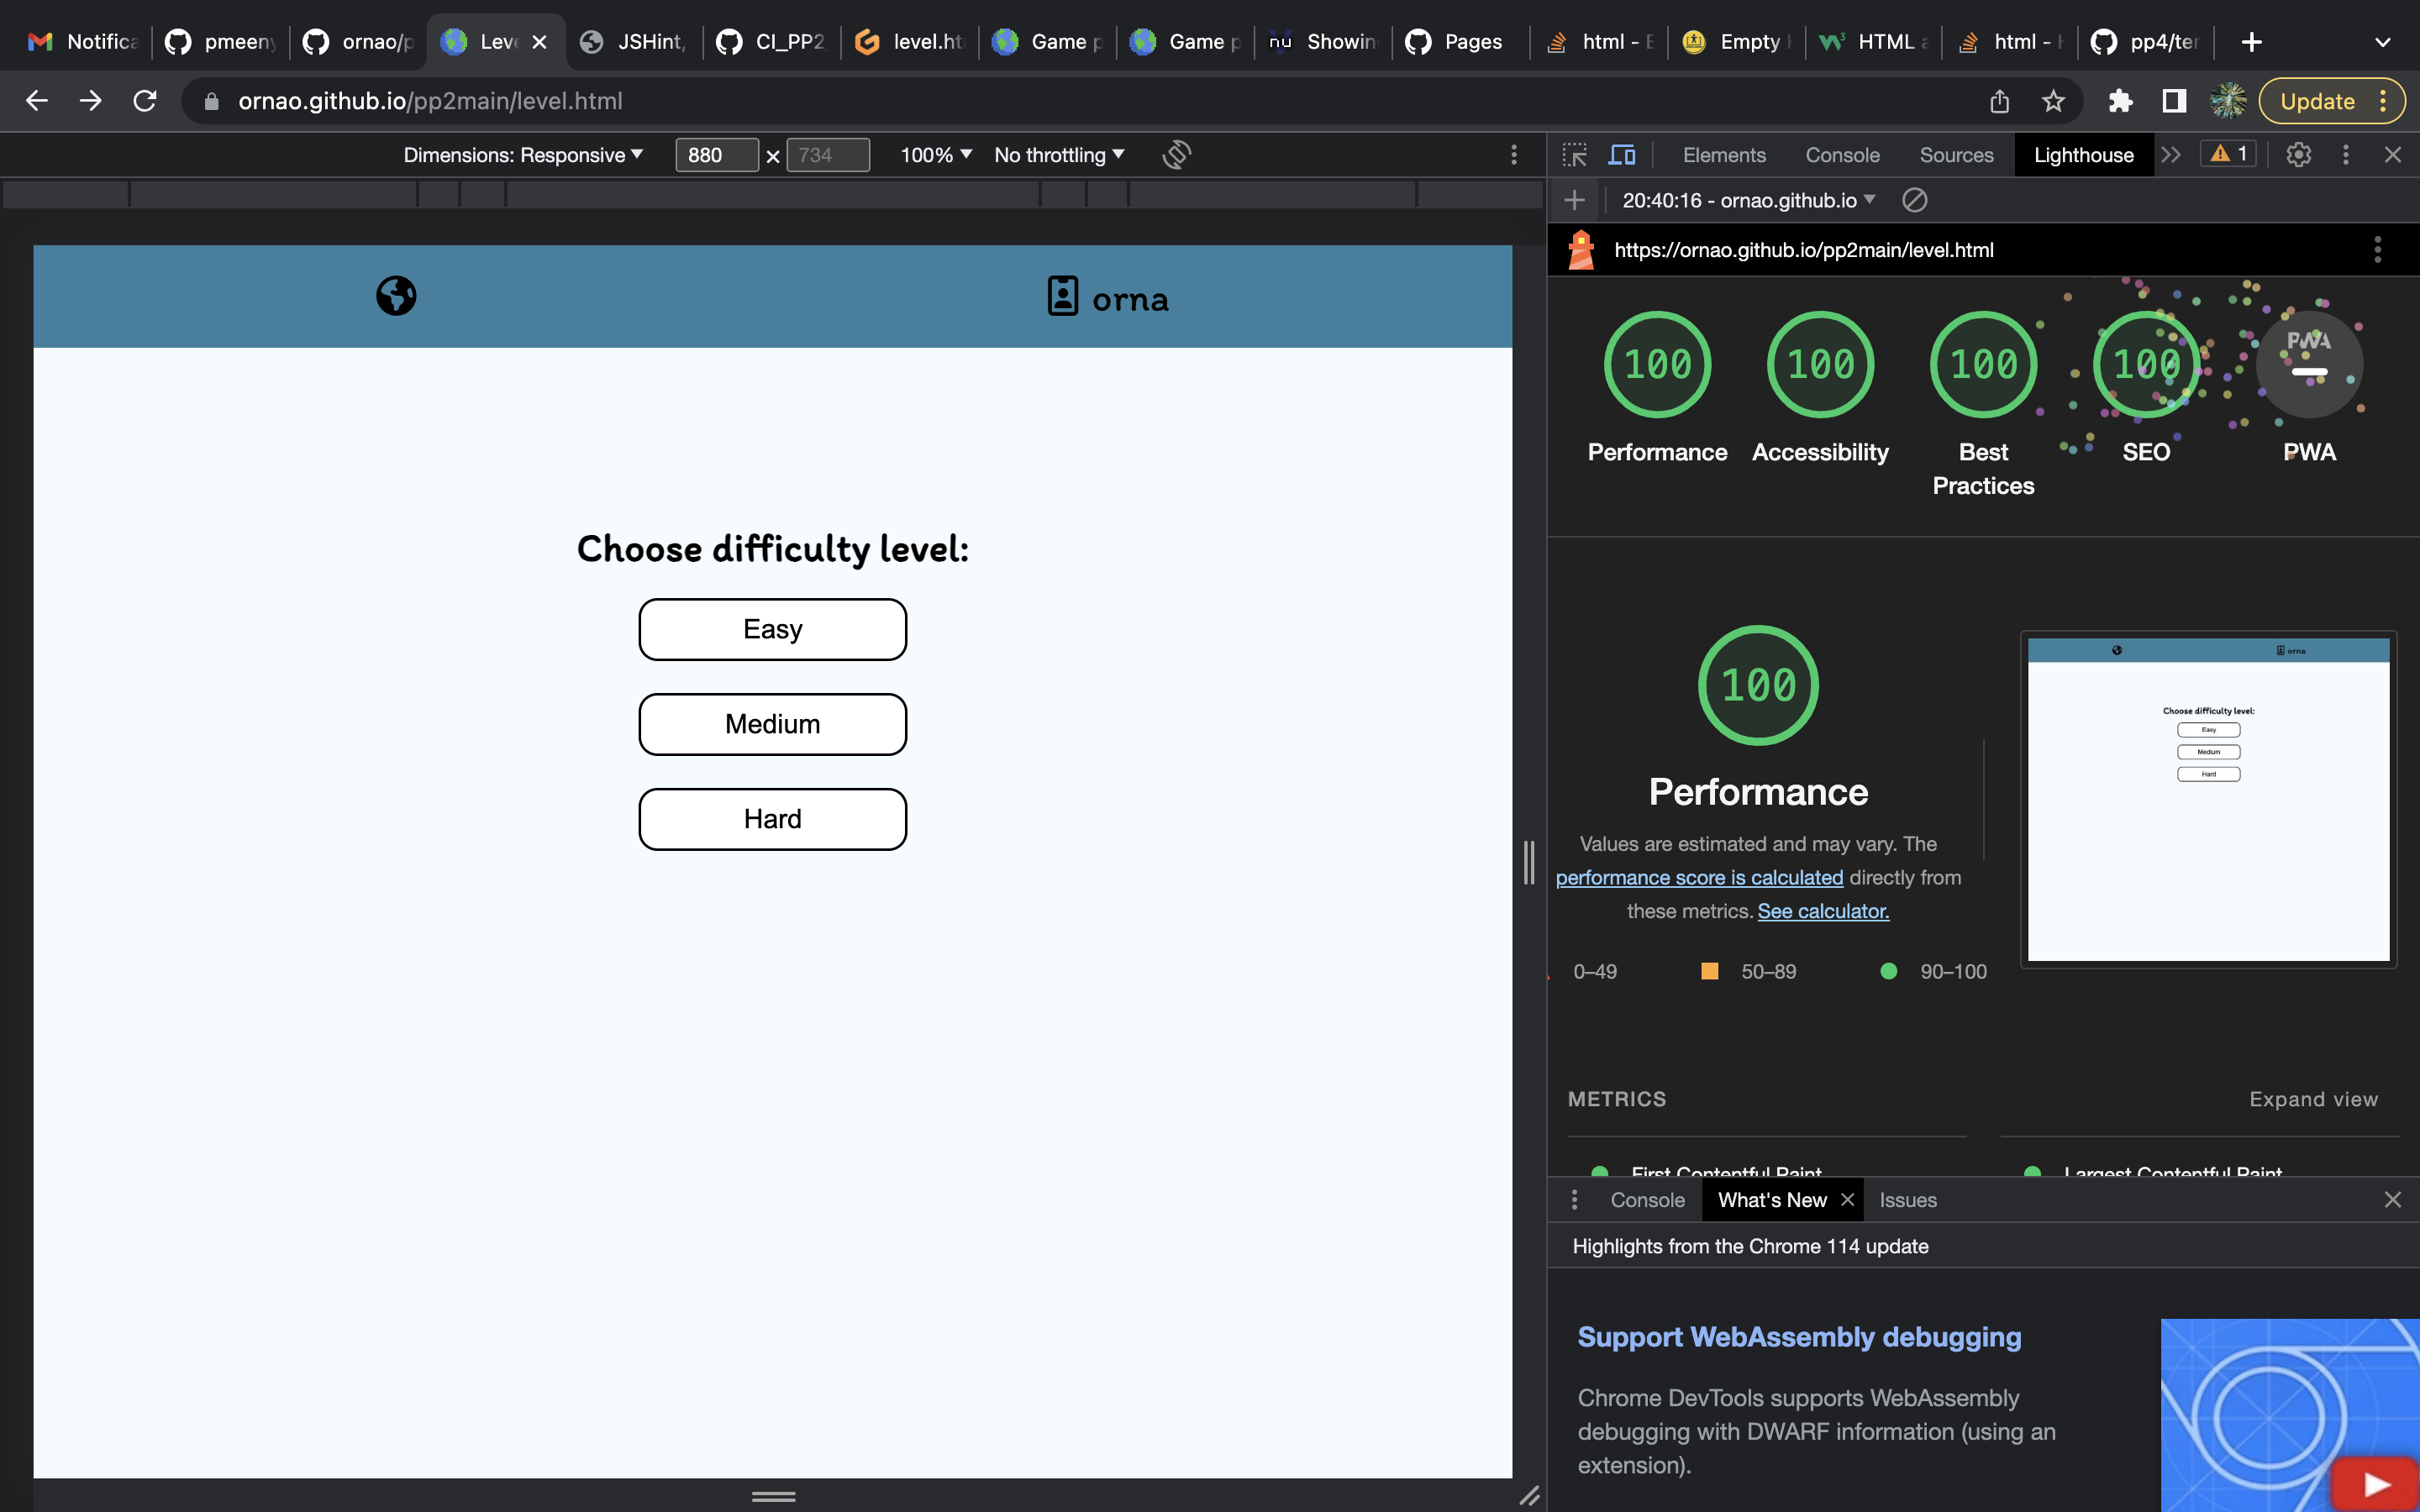 Notifica
pmeeny
ornao/p
Leve
JSHint,
CI_PP2
level.ht
Game p
Game p
nu Showin
Pages
html - E
Empty
HTML a
html - H
pp4/ter
ornao.github.io/pp2main/level.html
Update
Dimensions: Responsive
880 × 734
100%
No throttling
Elements
Console
Sources
Lighthouse
1
20:40:16 - ornao.github.io
https://ornao.github.io/pp2main/level.html
orna
Choose difficulty level:
Easy
Medium
Hard
100
100
100
100
PWA
Performance
Accessibility
Best
Practices
SEO
PWA
100
Performance
Values are estimated and may vary. The
performance score is calculated directly from
these metrics. See calculator.
0–49
50–89
90–100
orna
Choose difficulty level:
Easy
Medium
Hard
METRICS
Expand view
First Contentful Paint
Largest Contentful Paint
Console
What's New
Issues
Highlights from the Chrome 114 update
Support WebAssembly debugging
Chrome DevTools supports WebAssembly
debugging with DWARF information (using an
extension).